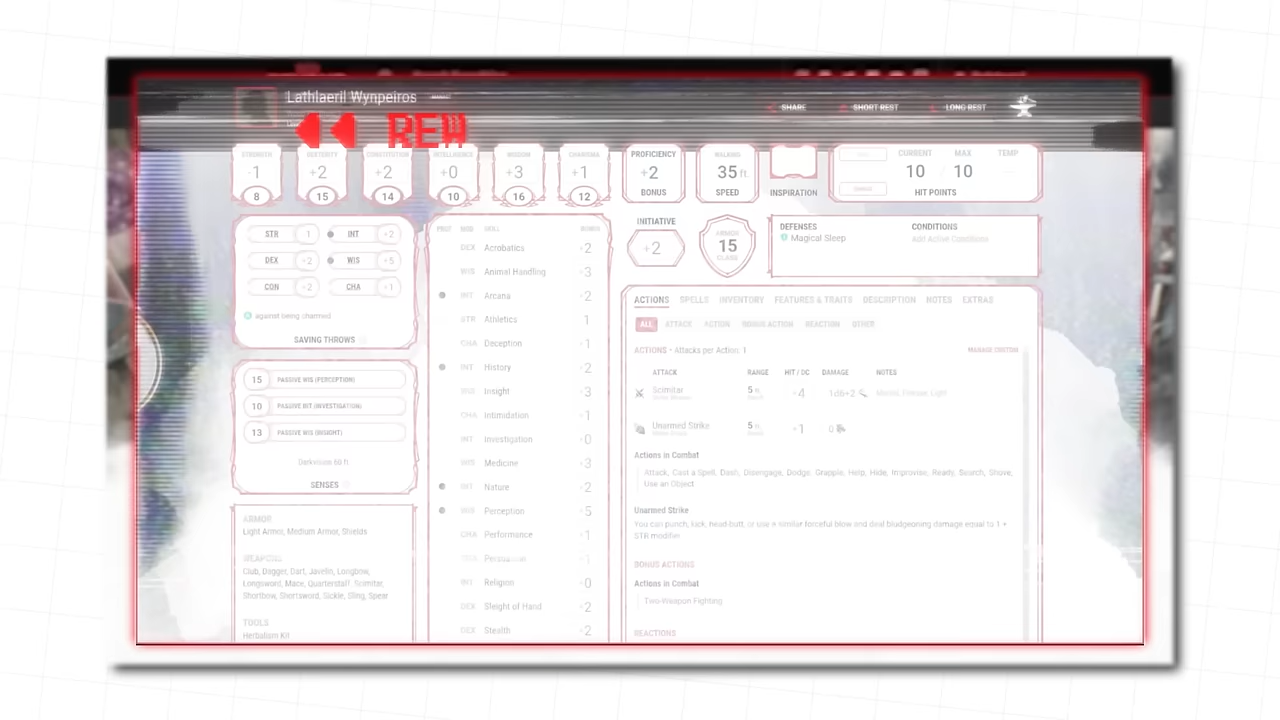 Lathlaeril Wynpeiros
SHARE
SHORT REST
LONG REST
REW
STRENGTH
-1
8
DEXTERITY
+2
15
CONSTITUTION
+2
14
INTELLIGENCE
+0
10
WISDOM
+3
16
CHARISMA
+1
12
PROFICIENCY
+2
BONUS
WALKING
35 ft.
SPEED
INSPIRATION
CURRENT MAX TEMP
10 / 10
HIT POINTS
STR -1
INT +2
DEX +2
WIS +5
CON +2
CHA +1
against being charmed
SAVING THROWS
15 PASSIVE WIS (PERCEPTION)
10 PASSIVE INT (INVESTIGATION)
13 PASSIVE WIS (INSIGHT)
Darkvision 60 ft.
SENSES
ARMOR
Light Armor, Medium Armor, Shields
WEAPONS
Club, Dagger, Dart, Javelin, Longbow,
Longsword, Mace, Quarterstaff, Scimitar,
Shortbow, Shortsword, Sickle, Sling, Spear
TOOLS
Herbalism Kit
PROF MOD SKILL BONUS
DEX Acrobatics +2
WIS Animal Handling +3
INT Arcana +2
STR Athletics -1
CHA Deception +1
INT History +2
WIS Insight +3
CHA Intimidation +1
INT Investigation +0
WIS Medicine +3
INT Nature +2
WIS Perception +5
CHA Performance +1
CHA Persuasion +1
INT Religion +0
DEX Sleight of Hand +2
DEX Stealth +2
INITIATIVE
+2
ARMOR
15
CLASS
DEFENSES
Magical Sleep
CONDITIONS
Add Active Conditions
ACTIONS SPELLS INVENTORY FEATURES & TRAITS DESCRIPTION NOTES EXTRAS
ALL ATTACK ACTION BONUS ACTION REACTION OTHER
ACTIONS • Attacks per Action: 1
MANAGE CUSTOM
ATTACK RANGE HIT / DC DAMAGE NOTES
Scimitar 5 ft. +4 1d6+2 Martial, Finesse, Light
Unarmed Strike 5 ft. +1 0
Actions in Combat
Attack, Cast a Spell, Dash, Disengage, Dodge, Grapple, Help, Hide, Improvise, Ready, Search, Shove,
Use an Object
Unarmed Strike
You can punch, kick, head-butt, or use a similar forceful blow and deal bludgeoning damage equal to 1 +
STR modifier
BONUS ACTIONS
Actions in Combat
Two-Weapon Fighting
REACTIONS